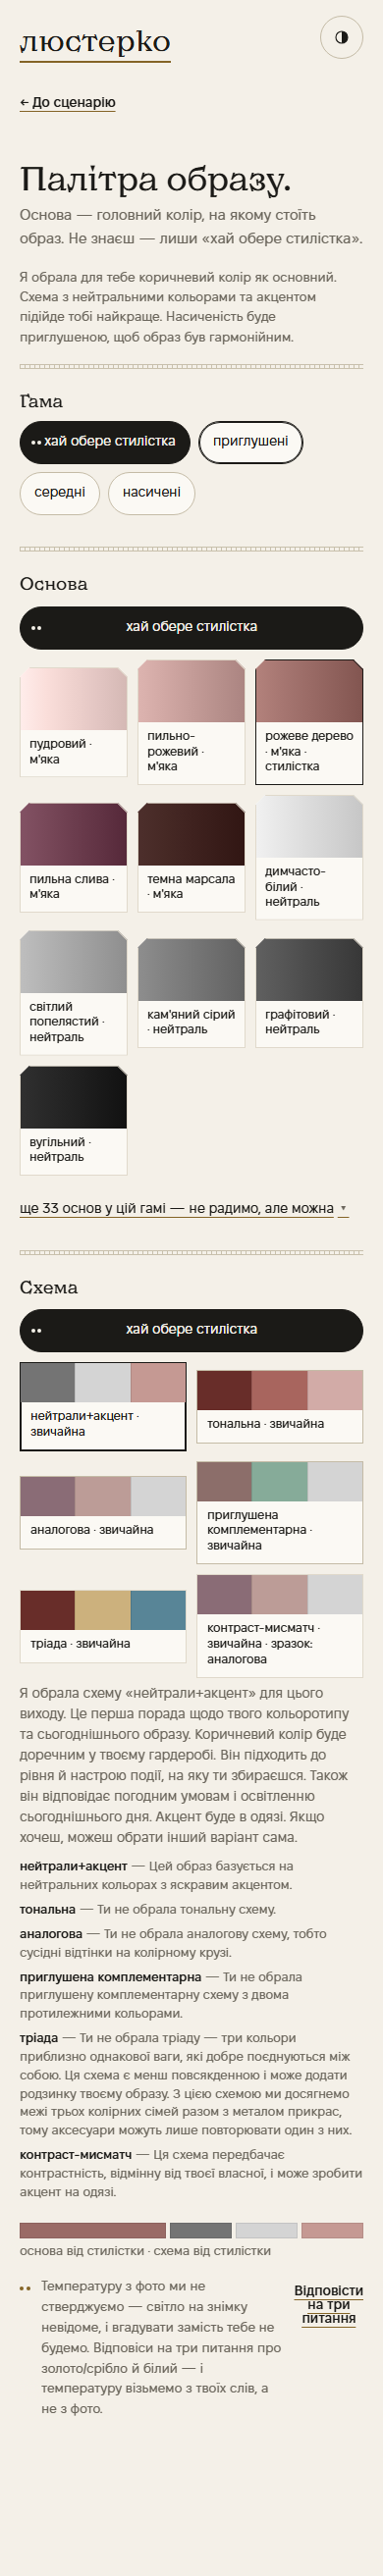 люстерко
← До сценарію
Палітра образу.
Основа — головний колір, на якому стоїть
образ. Не знаєш — лиши «хай обере стилістка».
Я обрала для тебе коричневий колір як основний.
Схема з нейтральними кольорами та акцентом
підійде тобі найкраще. Насиченість буде
приглушеною, щоб образ був гармонійним.
Гама
хай обере стилістка
приглушені
середні
насичені
Основа
хай обере стилістка
пудровий ·
м'яка
пильно-
рожевий ·
м'яка
рожеве дерево
· м'яка ·
стилістка
пильна слива ·
м'яка
темна марсала
· м'яка
димчасто-
білий ·
нейтраль
світлий
попелястий ·
нейтраль
кам'яний сірий
· нейтраль
графітовий ·
нейтраль
вугільний ·
нейтраль
ще 33 основ у цій гамі — не радимо, але можна
Схема
хай обере стилістка
нейтрали+акцент ·
звичайна
тональна · звичайна
аналогова · звичайна
приглушена
комплементарна ·
звичайна
тріада · звичайна
контраст-мисматч ·
звичайна · зразок:
аналогова
Я обрала схему «нейтрали+акцент» для цього
виходу. Це перша порада щодо твого кольоротипу
та сьогоднішнього образу. Коричневий колір буде
доречним у твоєму гардеробі. Він підходить до
рівня й настрою події, на яку ти збираєшся. Також
він відповідає погодним умовам і освітленню
сьогоднішнього дня. Акцент буде в одязі. Якщо
хочеш, можеш обрати інший варіант сама.
нейтрали+акцент — Цей образ базується на
нейтральних кольорах з яскравим акцентом.
тональна — Ти не обрала тональну схему.
аналогова — Ти не обрала аналогову схему, тобто
сусідні відтінки на колірному крузі.
приглушена комплементарна — Ти не обрала
приглушену комплементарну схему з двома
протилежними кольорами.
тріада — Ти не обрала тріаду — три кольори
приблизно однакової ваги, які добре поєднуються між
собою. Ця схема є менш повсякденною і може додати
родзинку твоєму образу. З цією схемою ми досягнемо
межі трьох колірних сімей разом з металом прикрас,
тому аксесуари можуть лише повторювати один з них.
контраст-мисматч — Ця схема передбачає
контрастність, відмінну від твоєї власної, і може зробити
акцент на одязі.
основа від стилістки · схема від стилістки
Температуру з фото ми не
стверджуємо — світло на знімку
невідоме, і вгадувати замість тебе не
будемо. Відповіси на три питання про
золото/срібло й білий — і
температуру візьмемо з твоїх слів, а
не з фото.
Відповісти
на три
питання